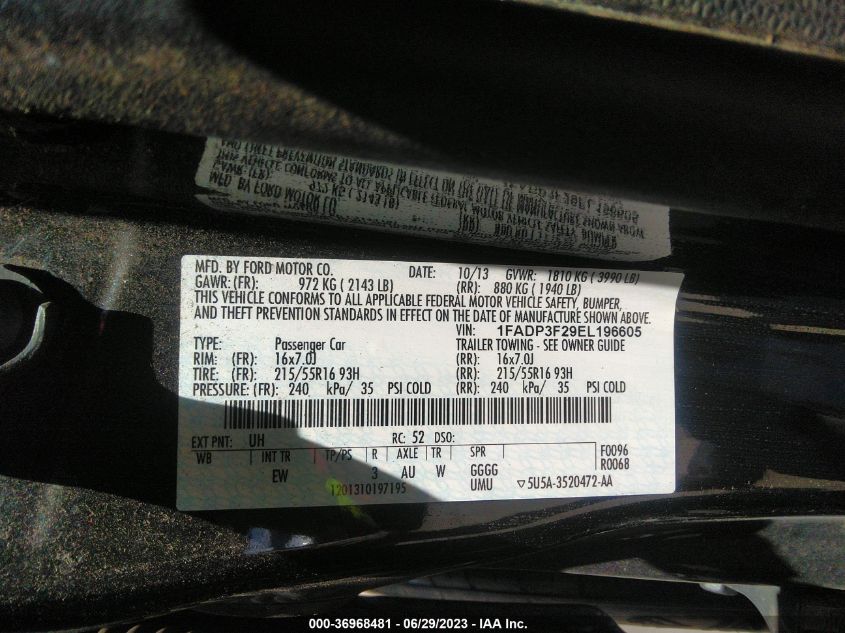 MFD. BY FORD MOTOR CO. DATE: 10/13 GVWR: 1810 KG ( 3990 LB)
GAWR: (FR) 972 KG ( 2143 LB) (RR): 880 KG ( 1940 LB)
THIS VEHICLE CONFORMS TO ALL APPLICABLE FEDERAL MOTOR VEHICLE SAFETY, BUMPER,
AND THEFT PREVENTION STANDARDS IN EFFECT ON THE DATE OF MANUFACTURE SHOWN ABOVE.
VIN: 1FADP3F29EL196605
TYPE: Passenger Car TRAILER TOWING - SEE OWNER GUIDE
RIM: (FR) 16x7.0J (RR): 16x7.0J
TIRE: (FR) 215/55R16 93H (RR): 215/55R16 93H
PRESSURE: (FR) 240 kPa/ 35 PSI COLD (RR): 240 kPa/ 35 PSI COLD
EXT PNT: UH RC: 52 DSO: F0096
WB INT TR TP/PS R AXLE TR SPR R0068
EW 3 AU W GGGG
1201310197195 UMU ▽5U5A-3520472-AA
000-36968481 - 06/29/2023 - IAA Inc.